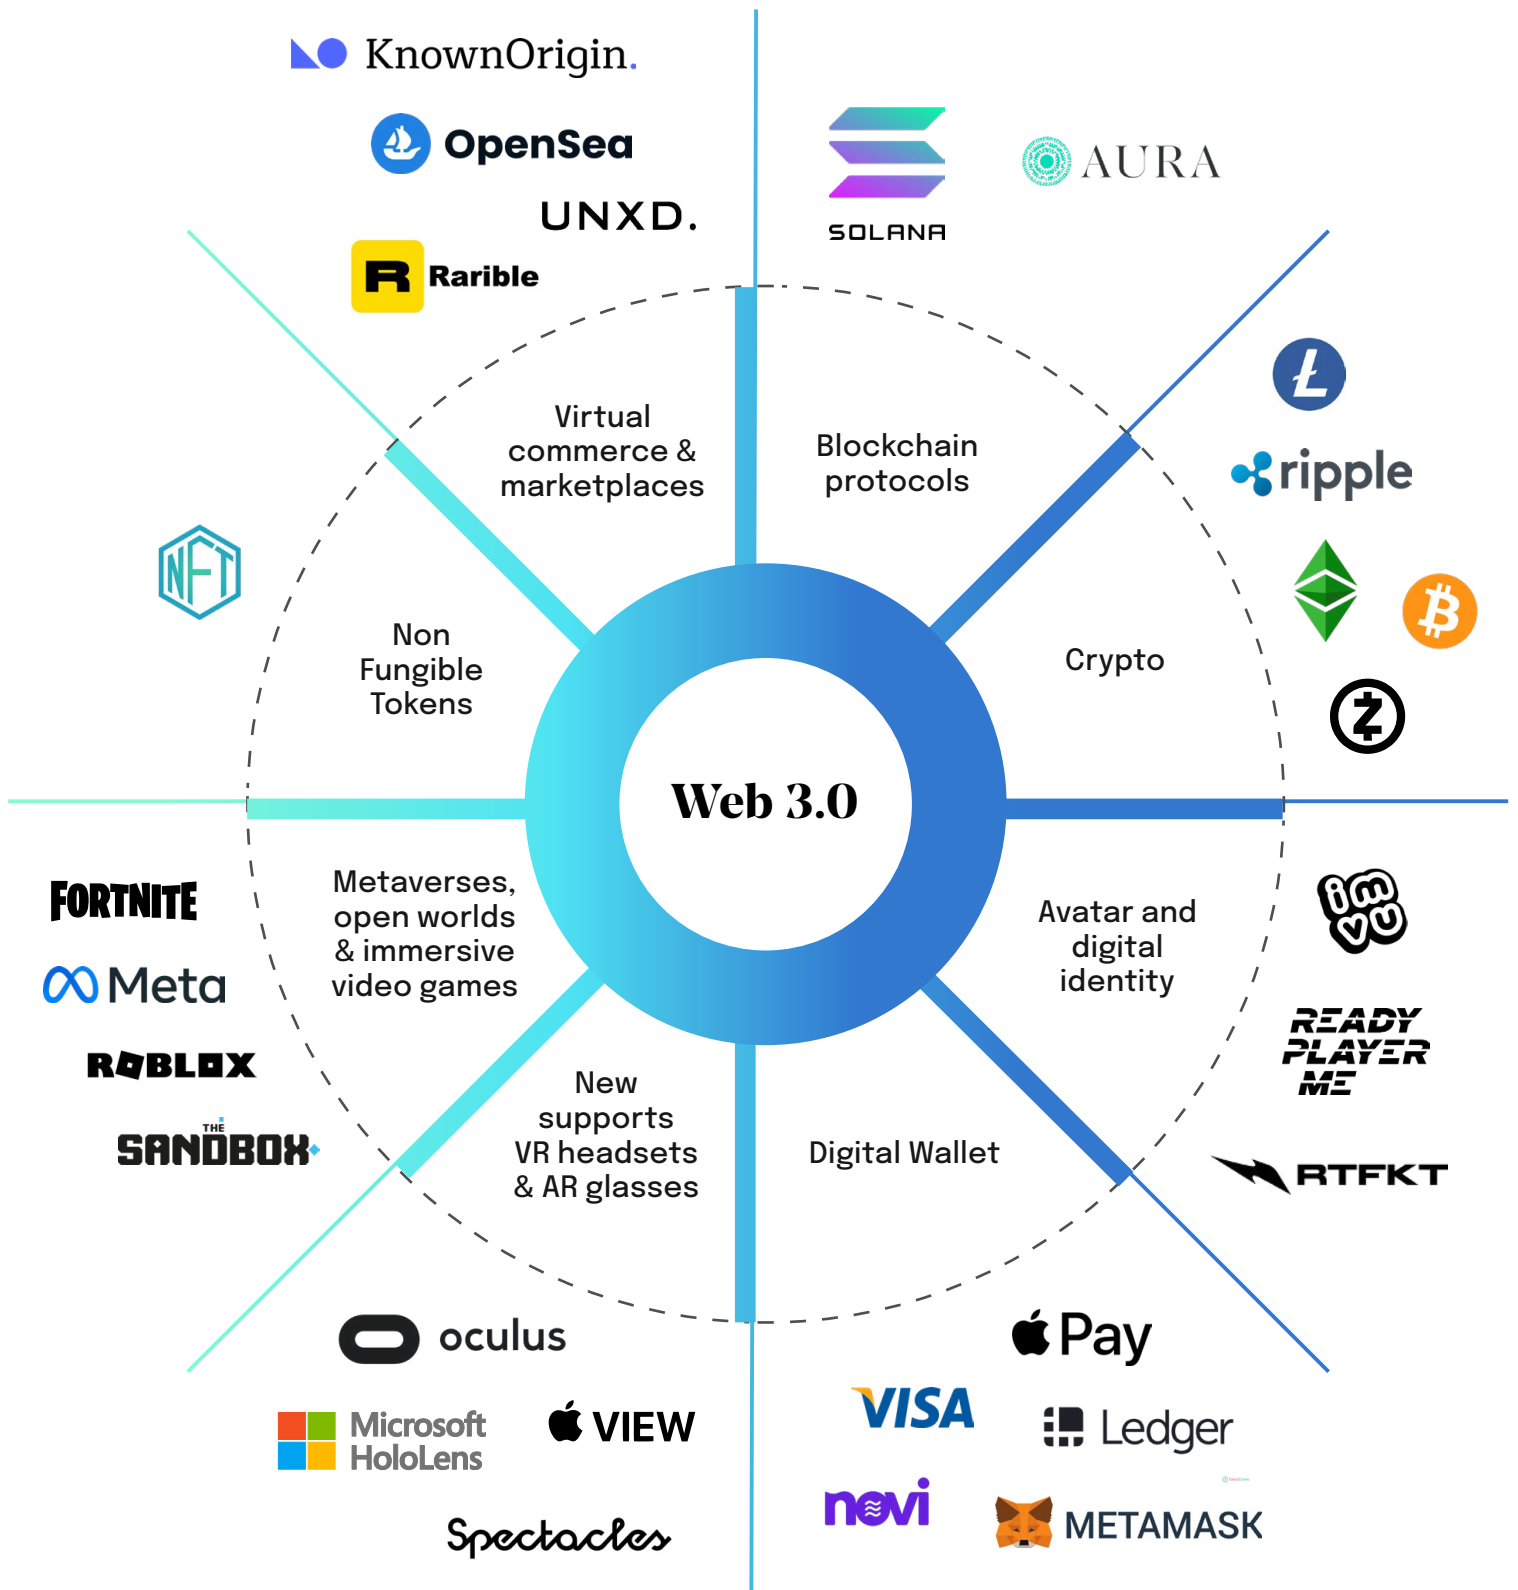 KnownOrigin.
OpenSea
UNXD.
R Rarible
SOLANA
AURA
Virtual
commerce &
marketplaces
Blockchain
protocols
Ł
ripple
NFT
Non
Fungible
Tokens
Crypto
Web 3.0
FORTNITE
Meta
ROBLOX
THE
SANDBOX
Metaverses,
open worlds
& immersive
video games
Avatar and
digital
identity
imvu
READY
PLAYER
ME
RTFKT
New
supports
VR headsets
& AR glasses
Digital Wallet
oculus
Microsoft
HoloLens
VIEW
Spectacles
Pay
VISA
Ledger
novi
METAMASK